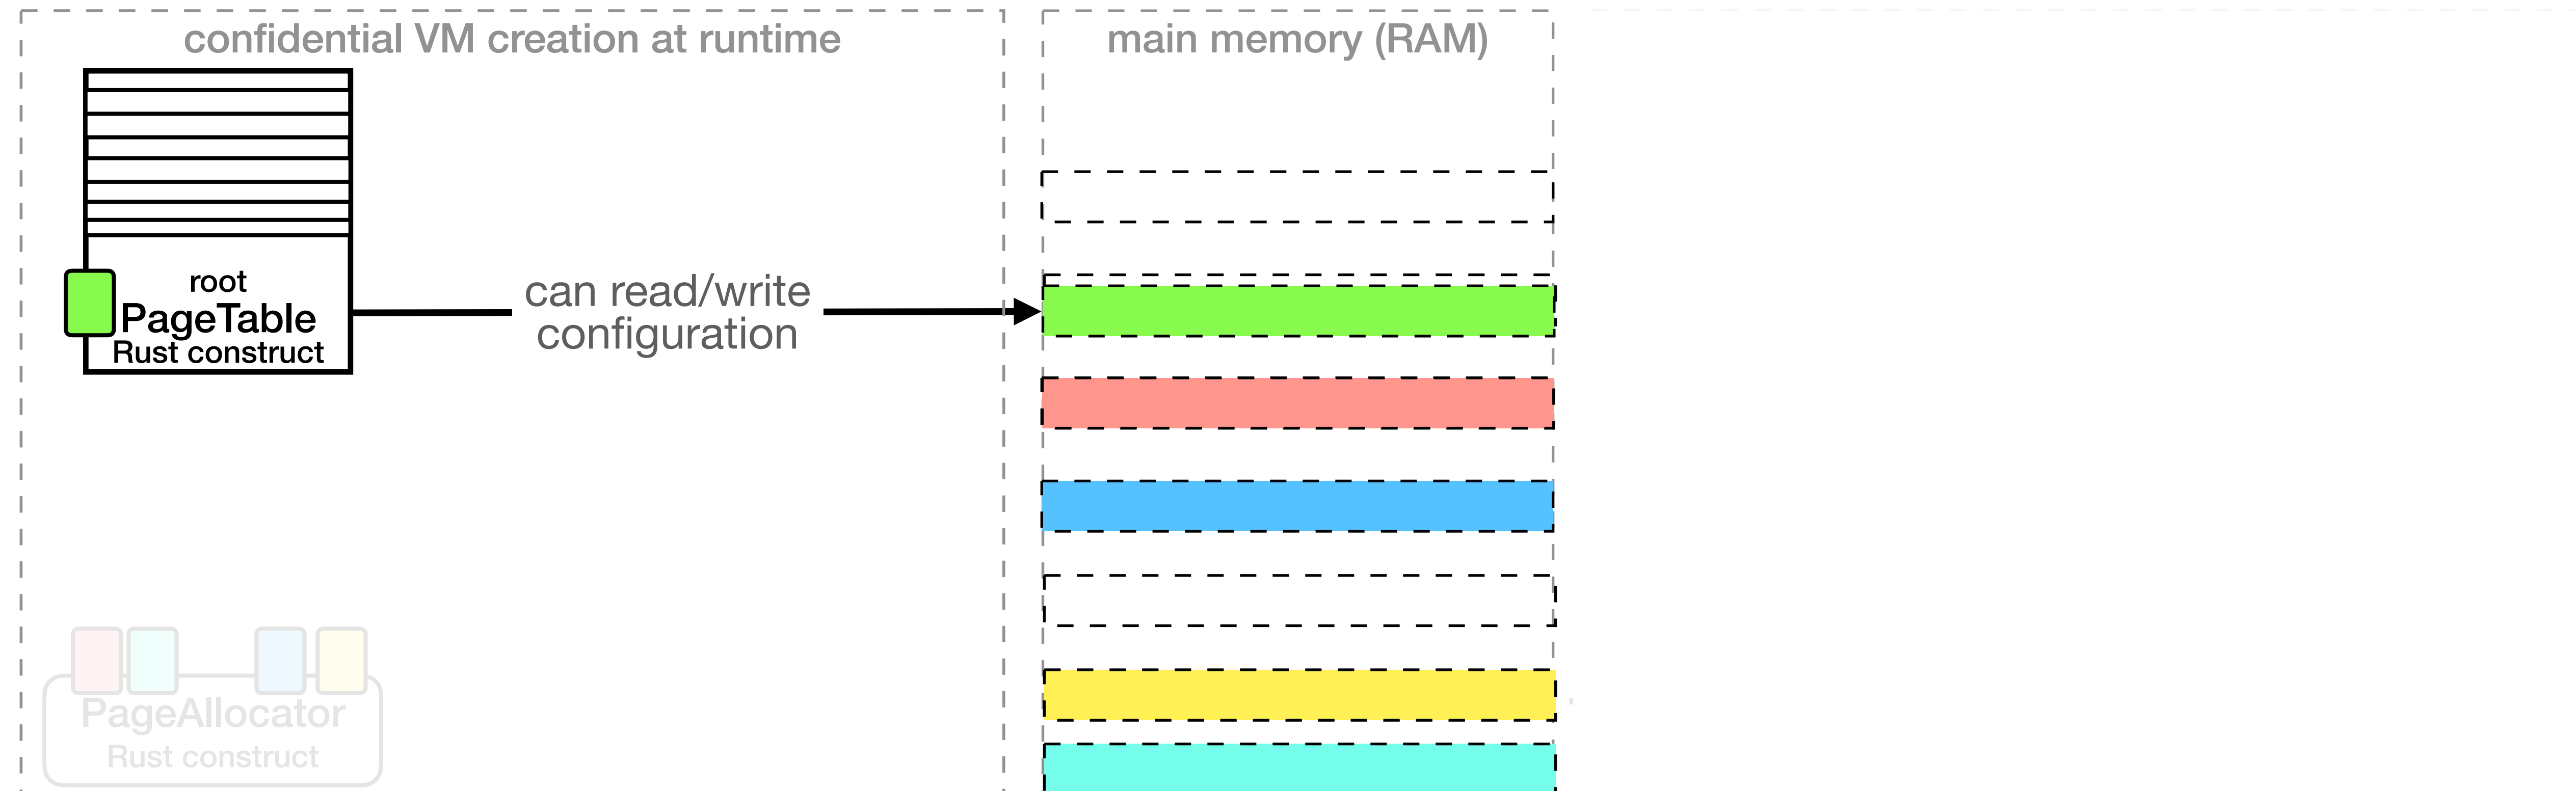 confidential VM creation at runtime
main memory (RAM)
root
PageTable
Rust construct
can read/write
configuration
PageAllocator
Rust construct